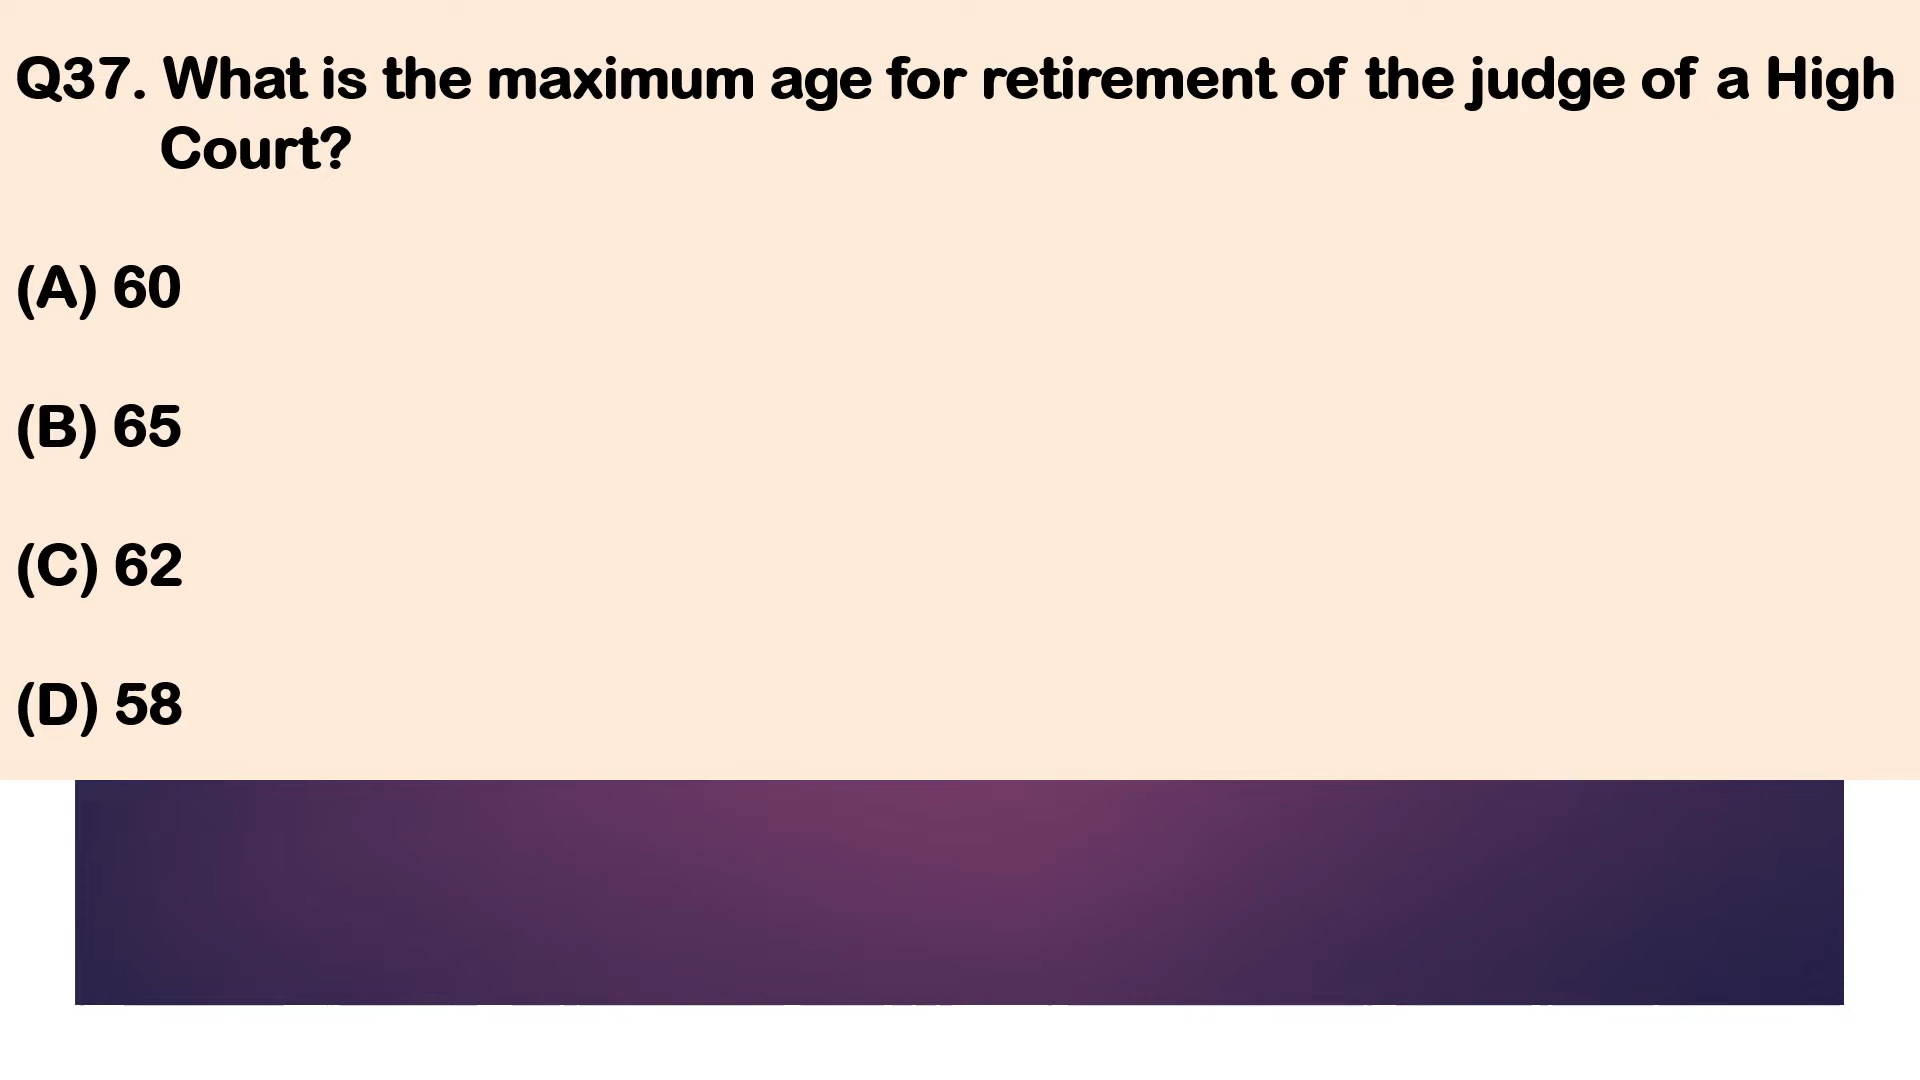 Q37. What is the maximum age for retirement of the judge of a High
Court?
(A) 60
(B) 65
(C) 62
(D) 58